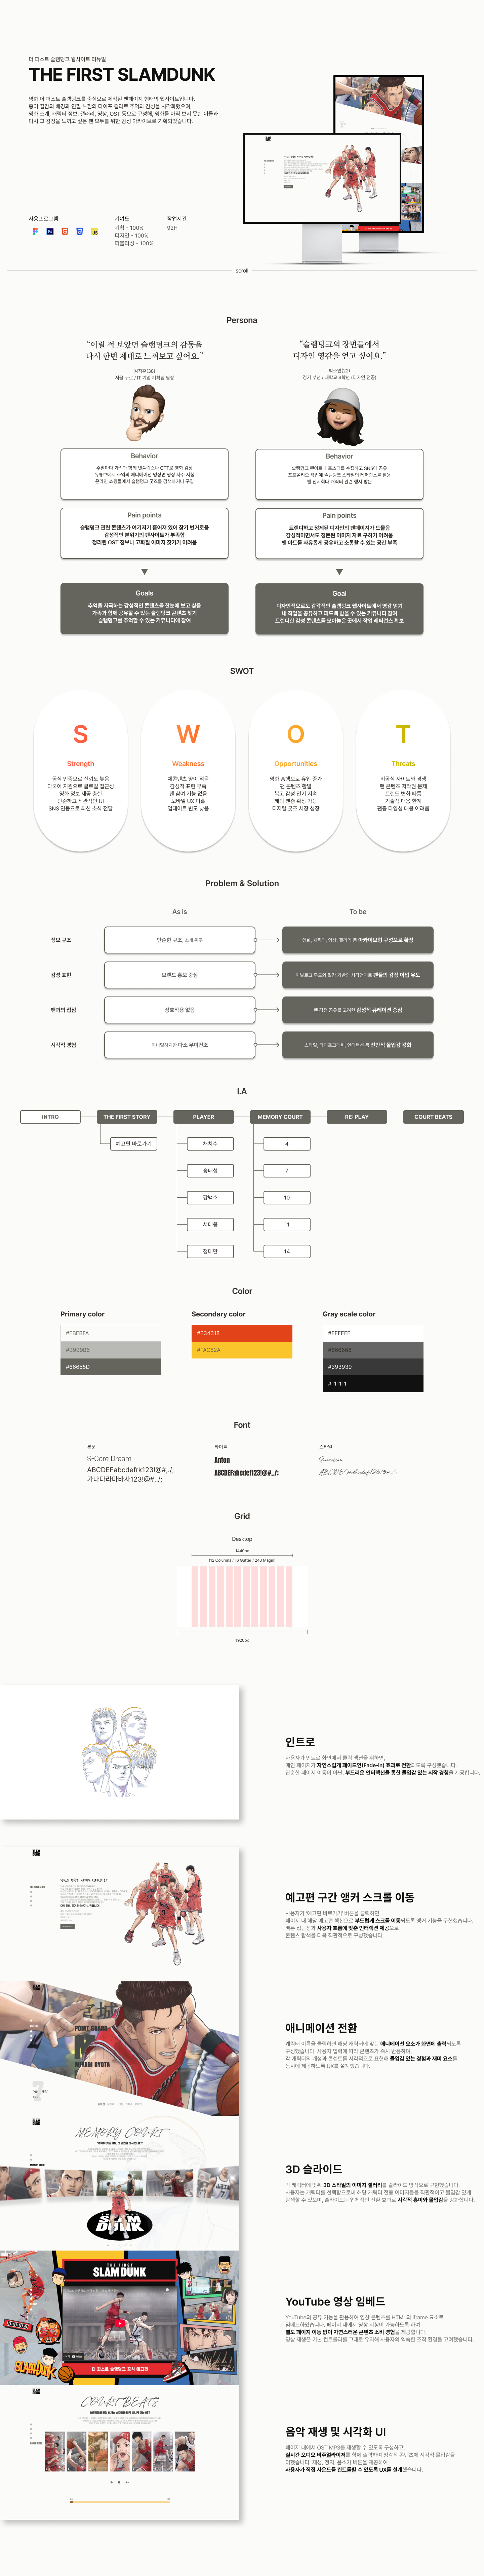 더 퍼스트 슬램덩크 웹사이트 리뉴얼
THE FIRST SLAMDUNK
영화 더 퍼스트 슬램덩크를 중심으로 제작된 팬페이지 형태의 웹사이트입니다.
종이 질감의 배경과 연필 느낌의 타이포 컬러로 추억과 감성을 시각화했으며,
영화 소개, 캐릭터 정보, 갤러리, 영상, OST 등으로 구성해, 영화를 아직 보지 못한 이들과
다시 그 감정을 느끼고 싶은 팬 모두를 위한 감성 아카이브로 기획되었습니다.
사용프로그램
기여도
작업시간
기획 - 100%
디자인 - 100%
퍼블리싱 - 100%
92H
scroll
Persona
“어릴 적 보았던 슬램덩크의 감동을
다시 한번 제대로 느껴보고 싶어요.”
김지훈(36)
서울 구로 / IT 기업 기획팀 팀장
“슬램덩크의 장면들에서
디자인 영감을 얻고 싶어요.”
박소연(22)
경기 부천 / 대학교 4학년 (디자인 전공)
Behavior
주말마다 가족과 함께 넷플릭스나 OTT로 영화 감상
유튜브에서 추억의 애니메이션 명장면 영상 자주 시청
온라인 쇼핑몰에서 슬램덩크 굿즈를 검색하거나 구입
Behavior
슬램덩크 팬아트나 포스터를 수집하고 SNS에 공유
포트폴리오 작업에 슬램덩크 스타일의 레퍼런스를 활용
팬 전시회나 캐릭터 관련 행사 방문
Pain points
슬램덩크 관련 콘텐츠가 여기저기 흩어져 있어 찾기 번거로움
감성적인 분위기의 팬사이트가 부족함
정리된 OST 정보나 고화질 이미지 찾기가 어려움
Pain points
트렌디하고 정제된 디자인의 팬페이지가 드물음
감성적이면서도 정돈된 이미지 자료 구하기 어려움
팬 아트를 자유롭게 공유하고 소통할 수 있는 공간 부족
Goals
추억을 자극하는 감성적인 콘텐츠를 한눈에 보고 싶음
가족과 함께 공유할 수 있는 슬램덩크 콘텐츠 찾기
슬램덩크를 추억할 수 있는 커뮤니티에 참여
Goal
디자인적으로도 감각적인 슬램덩크 웹사이트에서 영감 얻기
내 작업을 공유하고 피드백 받을 수 있는 커뮤니티 참여
트렌디한 감성 콘텐츠를 모아놓은 곳에서 작업 레퍼런스 확보
SWOT
S
Strength
공식 인증으로 신뢰도 높음
다국어 지원으로 글로벌 접근성
영화 정보 제공 충실
단순하고 직관적인 UI
SNS 연동으로 최신 소식 전달
W
Weakness
체콘텐츠 양이 적음
감성적 표현 부족
팬 참여 기능 없음
모바일 UX 미흡
업데이트 빈도 낮음
O
Opportunities
영화 흥행으로 유입 증가
팬 콘텐츠 활발
복고 감성 인기 지속
해외 팬층 확장 가능
디지털 굿즈 시장 성장
T
Threats
비공식 사이트와 경쟁
팬 콘텐츠 저작권 문제
트렌드 변화 빠름
기술적 대응 한계
팬층 다양성 대응 어려움
Problem & Solution
As is
To be
정보 구조
단순한 구조, 소개 위주
영화, 캐릭터, 영상, 갤러리 등 아카이브형 구성으로 확장
감성 표현
브랜드 홍보 중심
아날로그 무드와 질감 기반의 시각언어로 팬들의 감정 이입 유도
팬과의 접점
상호작용 없음
팬 감정 공유를 고려한 감성적 큐레이션 중심
시각적 경험
미니멀하지만 다소 무미건조
스타일, 타이포그래피, 인터랙션 등 전반적 몰입감 강화
I.A
INTRO
THE FIRST STORY
PLAYER
MEMORY COURT
RE: PLAY
COURT BEATS
예고편 바로가기
채치수
4
송태섭
7
강백호
10
서태웅
11
정대만
14
Color
Primary color
Secondary color
Gray scale color
#FBFBFA
#B9B9B6
#66655D
#E34318
#FAC52A
#FFFFFF
#393939
#111111
Font
본문
S-Core Dream
ABCDEFabcdefrk123!@#,./;
가나다라마바사123!@#,./;
타이틀
Anton
ABCDEFabcdef123!@#,./;
스타일
Grid
Desktop
1440px
(12 Columns / 16 Gutter / 240 Magin)
1920px
인트로
사용자가 인트로 화면에서 클릭 액션을 취하면,
메인 페이지가 자연스럽게 페이드인(Fade-in) 효과로 전환되도록 구성했습니다.
단순한 페이지 이동이 아닌, 부드러운 인터랙션을 통한 몰입감 있는 시작 경험을 제공합니다.
예고편 구간 앵커 스크롤 이동
사용자가 ‘예고편 바로가기’ 버튼을 클릭하면,
페이지 내 해당 예고편 섹션으로 부드럽게 스크롤 이동되도록 앵커 기능을 구현했습니다.
빠른 접근성과 사용자 흐름에 맞춘 인터랙션 제공으로
콘텐츠 탐색을 더욱 직관적으로 구성했습니다.
POINT GUARD
MIYAGI RYOTA
애니메이션 전환
캐릭터 이름을 클릭하면 해당 캐릭터에 맞는 애니메이션 요소가 화면에 출력되도록
구성했습니다. 사용자 입력에 따라 콘텐츠가 즉시 반응하며,
각 캐릭터의 개성과 콘셉트를 시각적으로 표현해 몰입감 있는 경험과 재미 요소를
동시에 제공하도록 UX를 설계했습니다.
MEMORY COURT
SLAM DUNK
3D 슬라이드
각 캐릭터에 맞춰 3D 스타일의 이미지 갤러리를 슬라이드 방식으로 구현했습니다.
사용자는 캐릭터를 선택함으로써 해당 캐릭터 전용 이미지들을 직관적이고 몰입감 있게
탐색할 수 있으며, 슬라이드는 입체적인 전환 효과로 시각적 흥미와 몰입을 강화합니다.
THE FIRST
SLAM DUNK
더 퍼스트 슬램덩크 공식 예고편
YouTube 영상 임베드
YouTube의 공유 기능을 활용하여 영상 콘텐츠를 HTML의 iframe 요소로
임베드하였습니다. 페이지 내에서 영상 시청이 가능하도록 하여
별도 페이지 이동 없이 자연스러운 콘텐츠 소비 경험을 제공합니다.
영상 재생은 기본 컨트롤러를 그대로 유지해 사용자의 익숙한 조작 환경을 고려했습니다.
COURT BEATS
음악 재생 및 시각화 UI
페이지 내에서 OST MP3를 재생할 수 있도록 구성하고,
실시간 오디오 비주얼라이저를 함께 출력하여 청각적 콘텐츠에 시각적 몰입감을
더했습니다. 재생, 정지, 음소거 버튼을 제공하며
사용자가 직접 사운드를 컨트롤할 수 있도록 UX를 설계했습니다.